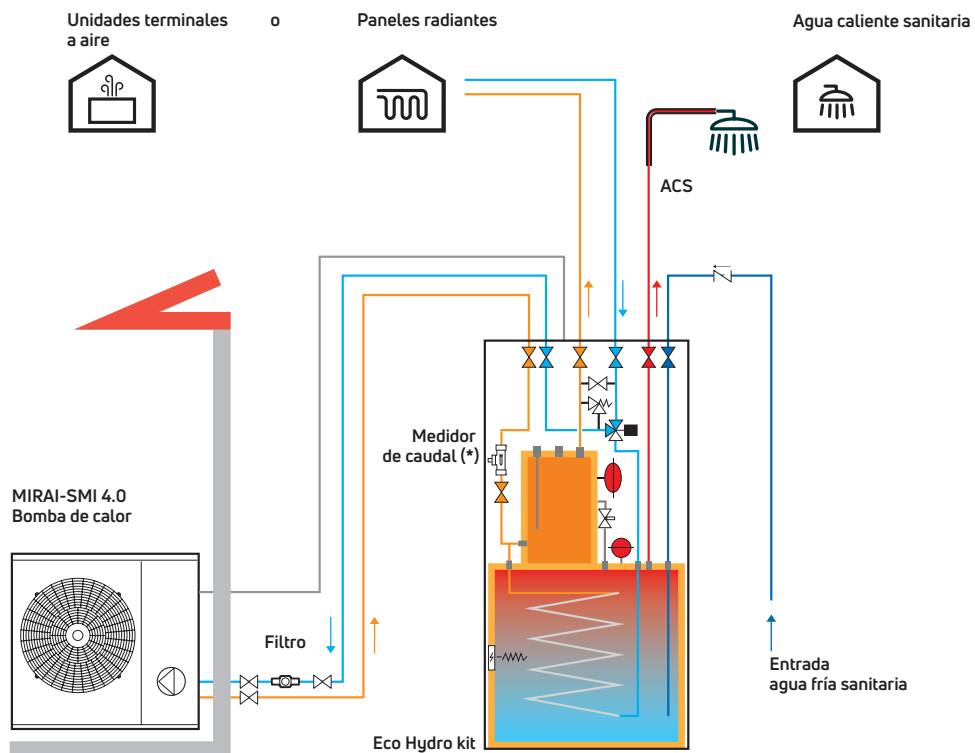 Unidades terminales o
a aire
Paneles radiantes
Agua caliente sanitaria
ACS
Medidor
de caudal (*)
MIRAI-SMI 4.0
Bomba de calor
Filtro
Entrada
agua fría sanitaria
Eco Hydro kit